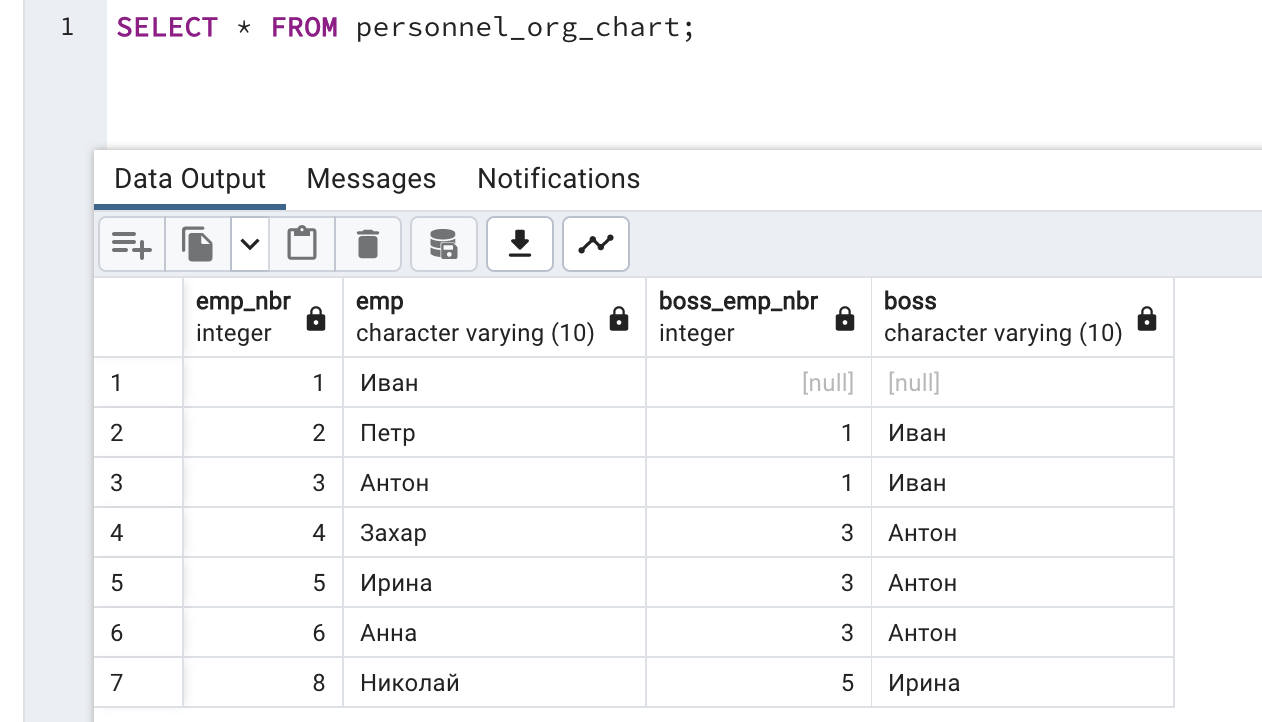 1 SELECT * FROM personnel_org_chart;
Data Output Messages Notifications
emp_nbr emp boss_emp_nbr boss
integer character varying (10) integer character varying (10)
1 1 Иван [null] [null]
2 2 Петр 1 Иван
3 3 Антон 1 Иван
4 4 Захар 3 Антон
5 5 Ирина 3 Антон
6 6 Анна 3 Антон
7 8 Николай 5 Ирина